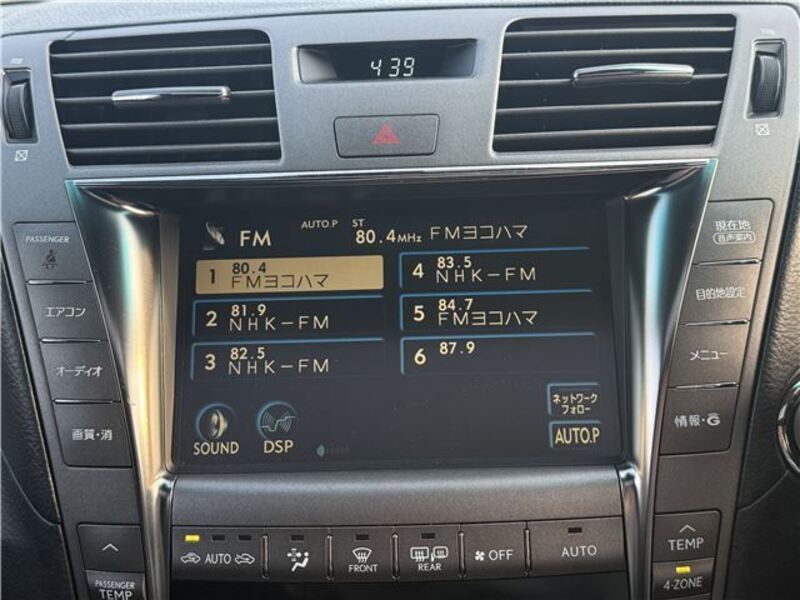 4:39
PASSENGER
エアコン
オーディオ
画質・消
FM
AUTO.P
ST
80.4MHz FMヨコハマ
1 80.4
FMヨコハマ
2 81.9
NHK-FM
3 82.5
NHK-FM
4 83.5
NHK-FM
5 84.7
FMヨコハマ
6 87.9
SOUND
DSP
ネットワーク
フォロー
AUTO.P
現在地
音声案内
目的地設定
メニュー
情報・G
PASSENGER
TEMP
AUTO
FRONT
REAR
OFF
AUTO
TEMP
4-ZONE